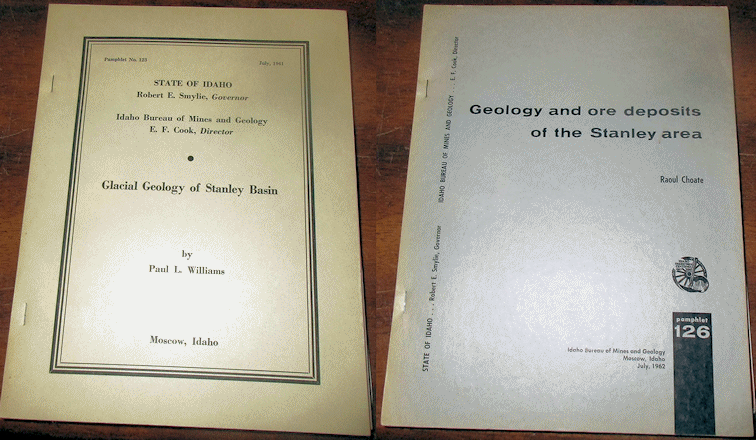 Pamphlet No. 123
July, 1961
STATE OF IDAHO
Robert E. Smylie, Governor
Idaho Bureau of Mines and Geology
E. F. Cook, Director
Glacial Geology of Stanley Basin
by
Paul L. Williams
Moscow, Idaho
STATE OF IDAHO . . . Robert E. Smylie, Governor
IDAHO BUREAU OF MINES AND GEOLOGY . . . E. F. Cook, Director
Geology and ore deposits
of the Stanley area
Raoul Choate
pamphlet
126
Idaho Bureau of Mines and Geology
Moscow, Idaho
July, 1962